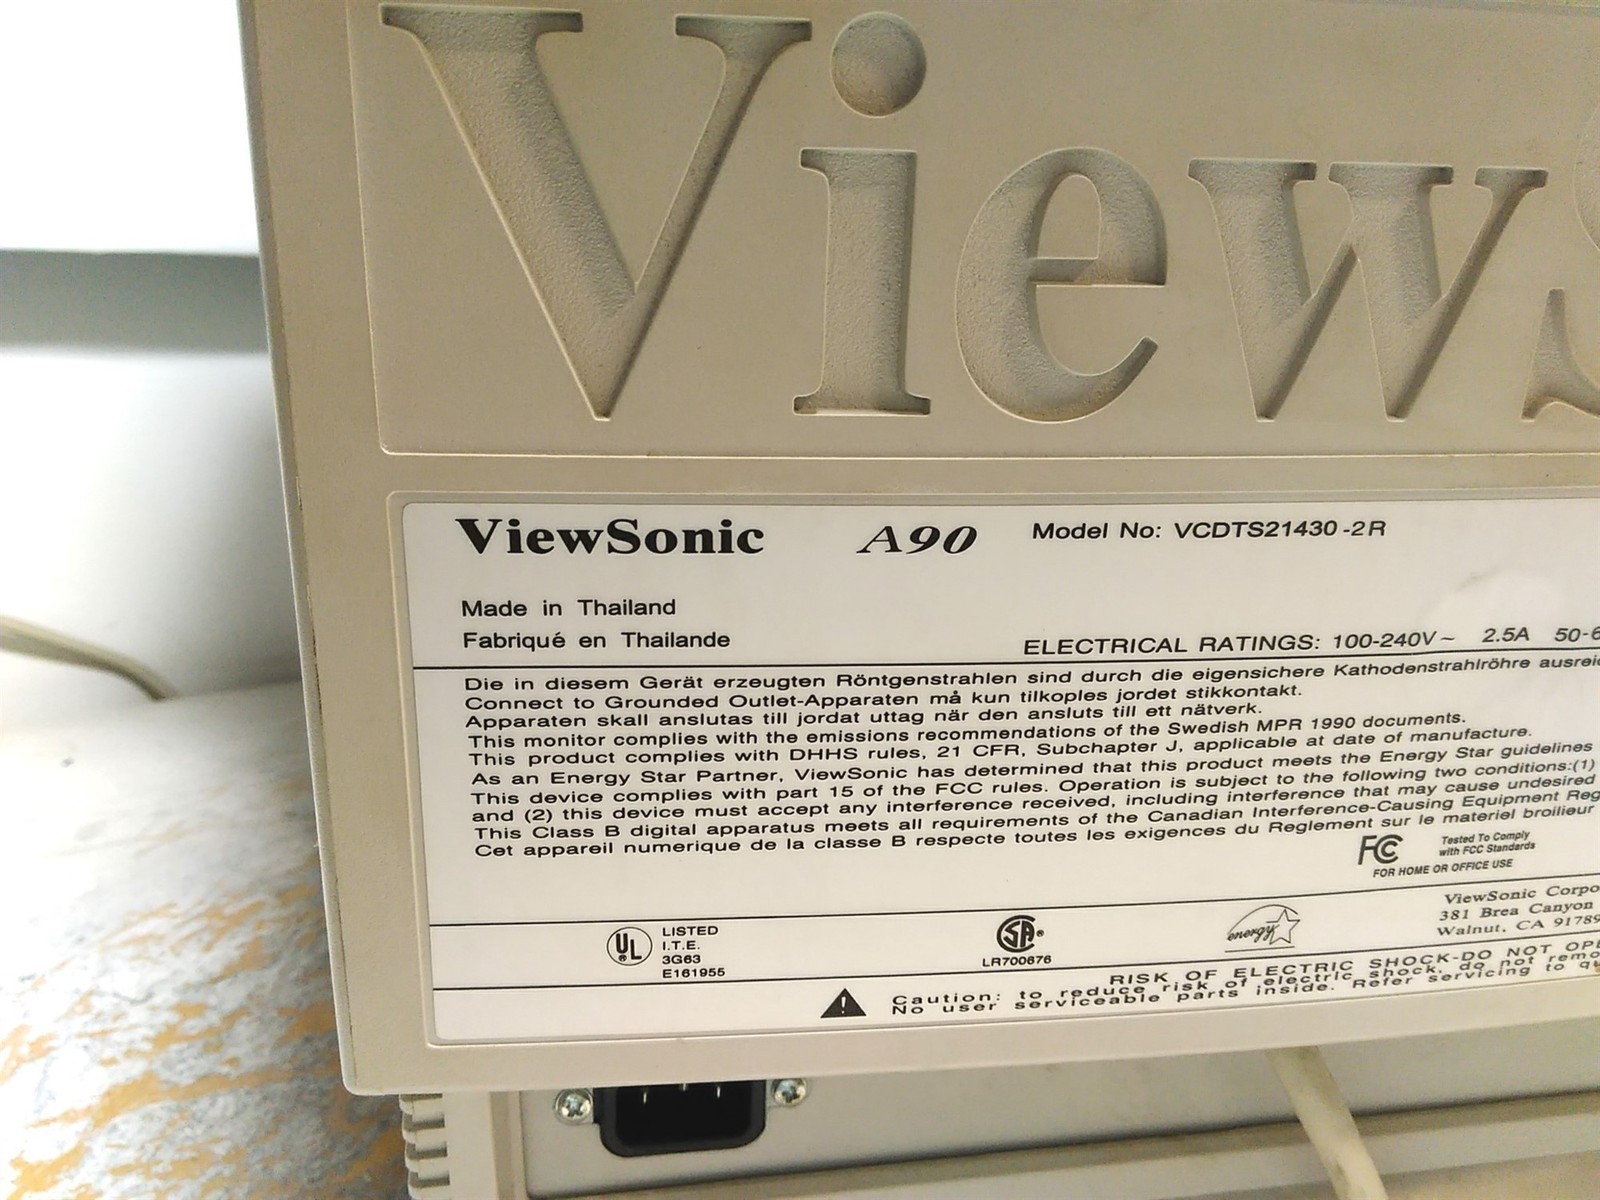 ViewS
ViewSonic A90 Model No: VCDTS21430-2R
Made in Thailand
Fabriqué en Thailande
ELECTRICAL RATINGS: 100-240V~ 2.5A 50-6
Die in diesem Gerät erzeugten Röntgenstrahlen sind durch die eigensichere Kathodenstrahlröhre ausrei
Connect to Grounded Outlet-Apparaten må kun tilkoples jordet stikkontakt.
Apparaten skall anslutas till jordat uttag när den ansluts till ett nätverk.
This monitor complies with the emissions recommendations of the Swedish MPR 1990 documents.
This product complies with DHHS rules, 21 CFR, Subchapter J, applicable at date of manufacture.
As an Energy Star Partner, ViewSonic has determined that this product meets the Energy Star guidelines
This device complies with part 15 of the FCC rules. Operation is subject to the following two conditions:(1)
and (2) this device must accept any interference received, including interference that may cause undesired
This Class B digital apparatus meets all requirements of the Canadian Interference-Causing Equipment Reg
Cet appareil numerique de la classe B respecte toutes les exigences du Reglement sur le materiel broilieur
FC Tested To Comply
with FCC Standards
FOR HOME OR OFFICE USE
UL LISTED
I.T.E.
3G63
E161955
SA®
LR700676
energy
ViewSonic Corpo
381 Brea Canyon
Walnut, CA 91789
RISK OF ELECTRIC SHOCK-DO NOT OPE
Caution: to reduce risk of electric shock, do not remo
No user serviceable parts inside. Refer servicing to qu